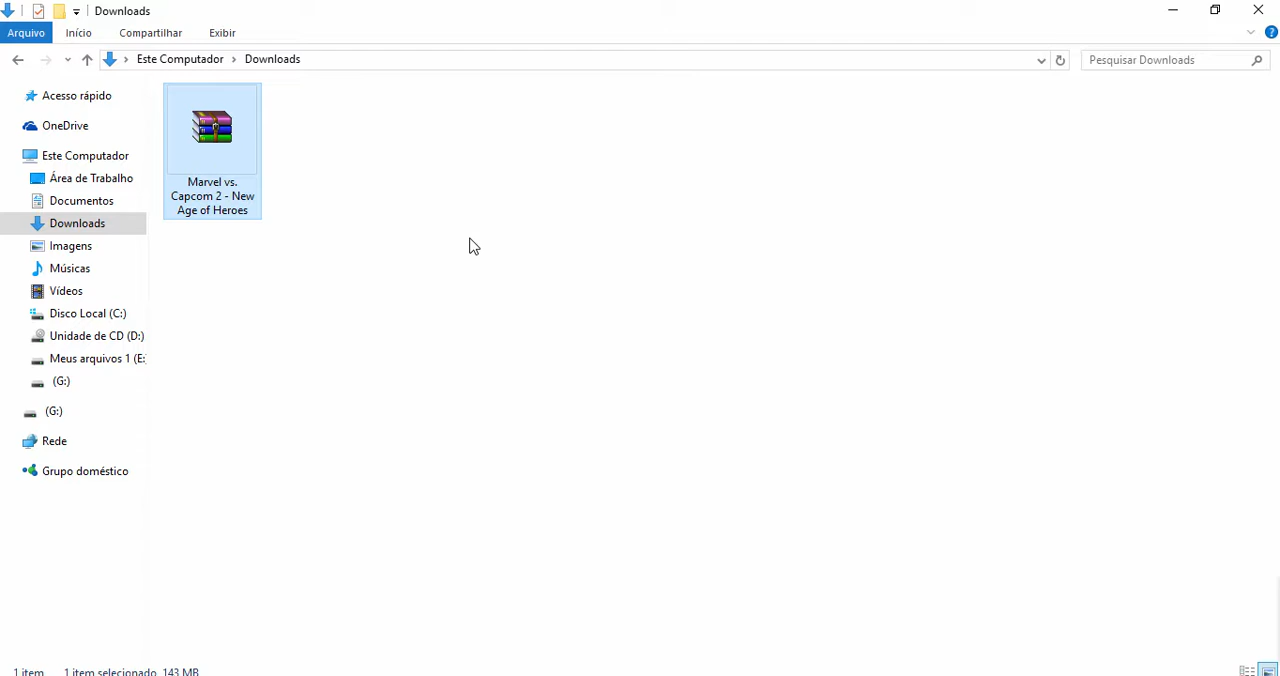 Downloads
Arquivo Início Compartilhar Exibir
Este Computador Downloads Pesquisar Downloads
Acesso rápido
OneDrive
Este Computador
Área de Trabalho
Documentos
Downloads
Imagens
Músicas
Vídeos
Disco Local (C:)
Unidade de CD (D:)
Meus arquivos 1 (E:
(G:)
(G:)
Rede
Grupo doméstico
Marvel vs.
Capcom 2 - New
Age of Heroes
1 item 1 item selecionado 143 MB